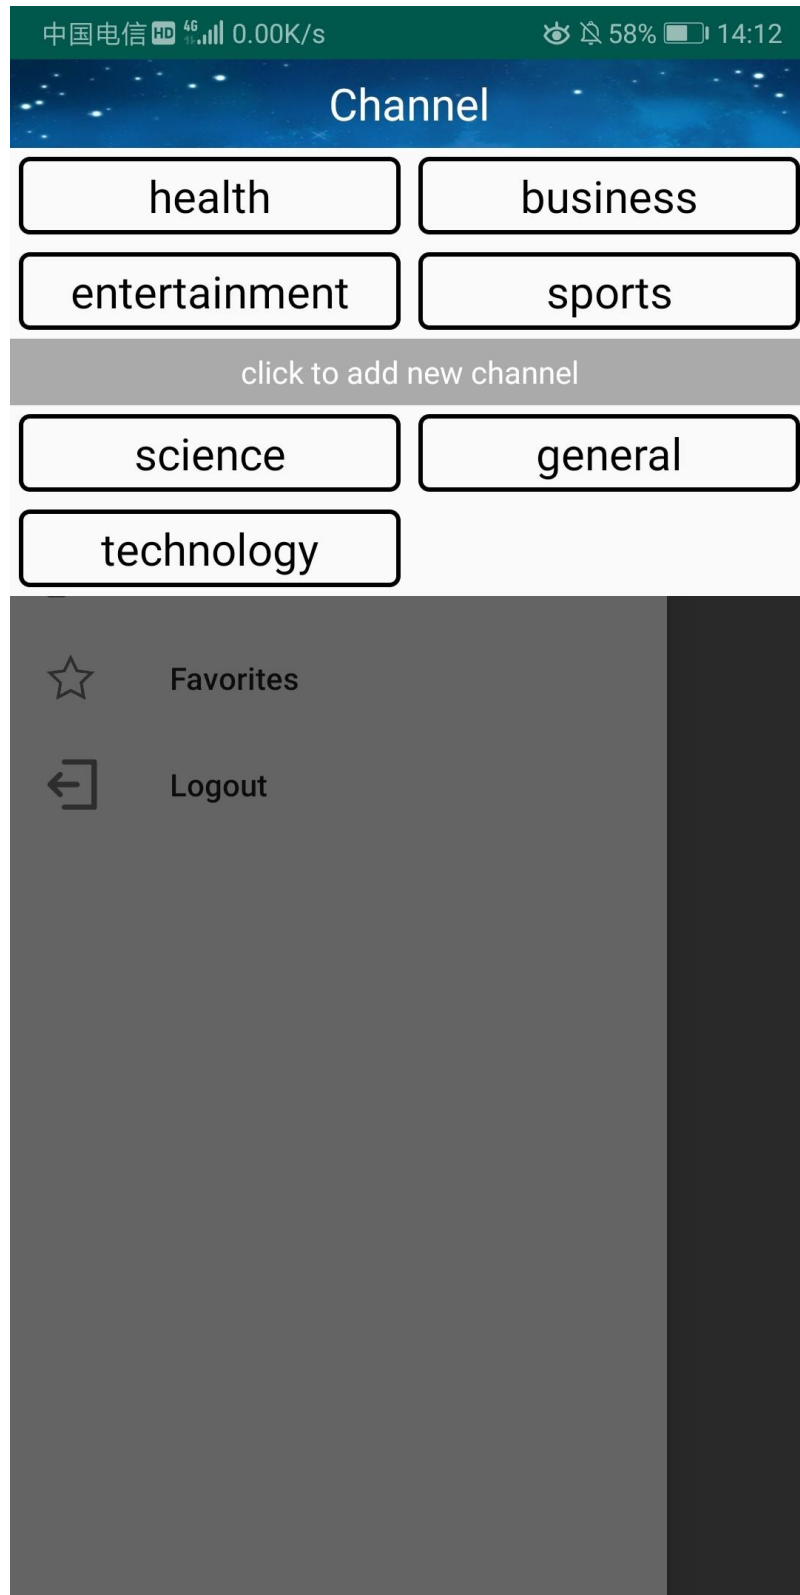 中国电信 HD 4G 0.00K/s 58% 14:12
Channel
health business
entertainment sports
click to add new channel
science general
technology
Favorites
Logout